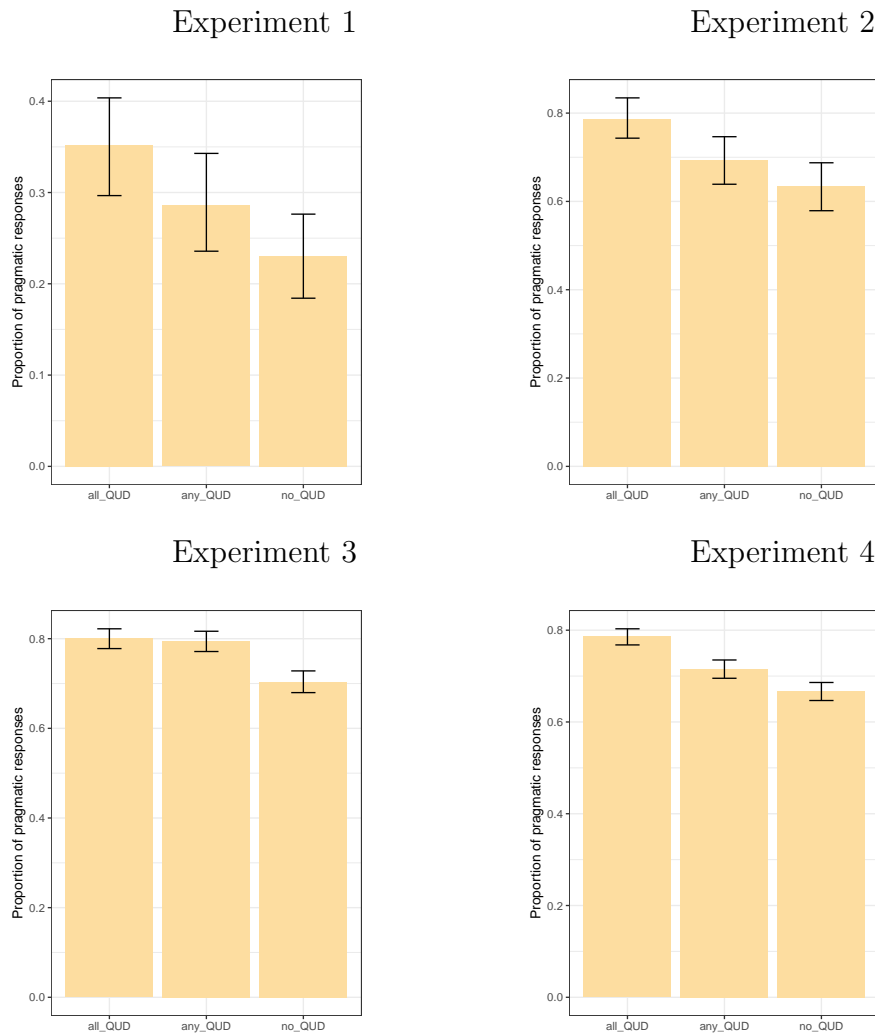 Experiment 1
Proportion of pragmatic responses
0.4
0.3
0.2
0.1
0.0
all_QUD any_QUD no_QUD
Experiment 2
Proportion of pragmatic responses
0.8
0.6
0.4
0.2
0.0
all_QUD any_QUD no_QUD
Experiment 3
Proportion of pragmatic responses
0.8
0.6
0.4
0.2
0.0
all_QUD any_QUD no_QUD
Experiment 4
Proportion of pragmatic responses
0.8
0.6
0.4
0.2
0.0
all_QUD any_QUD no_QUD